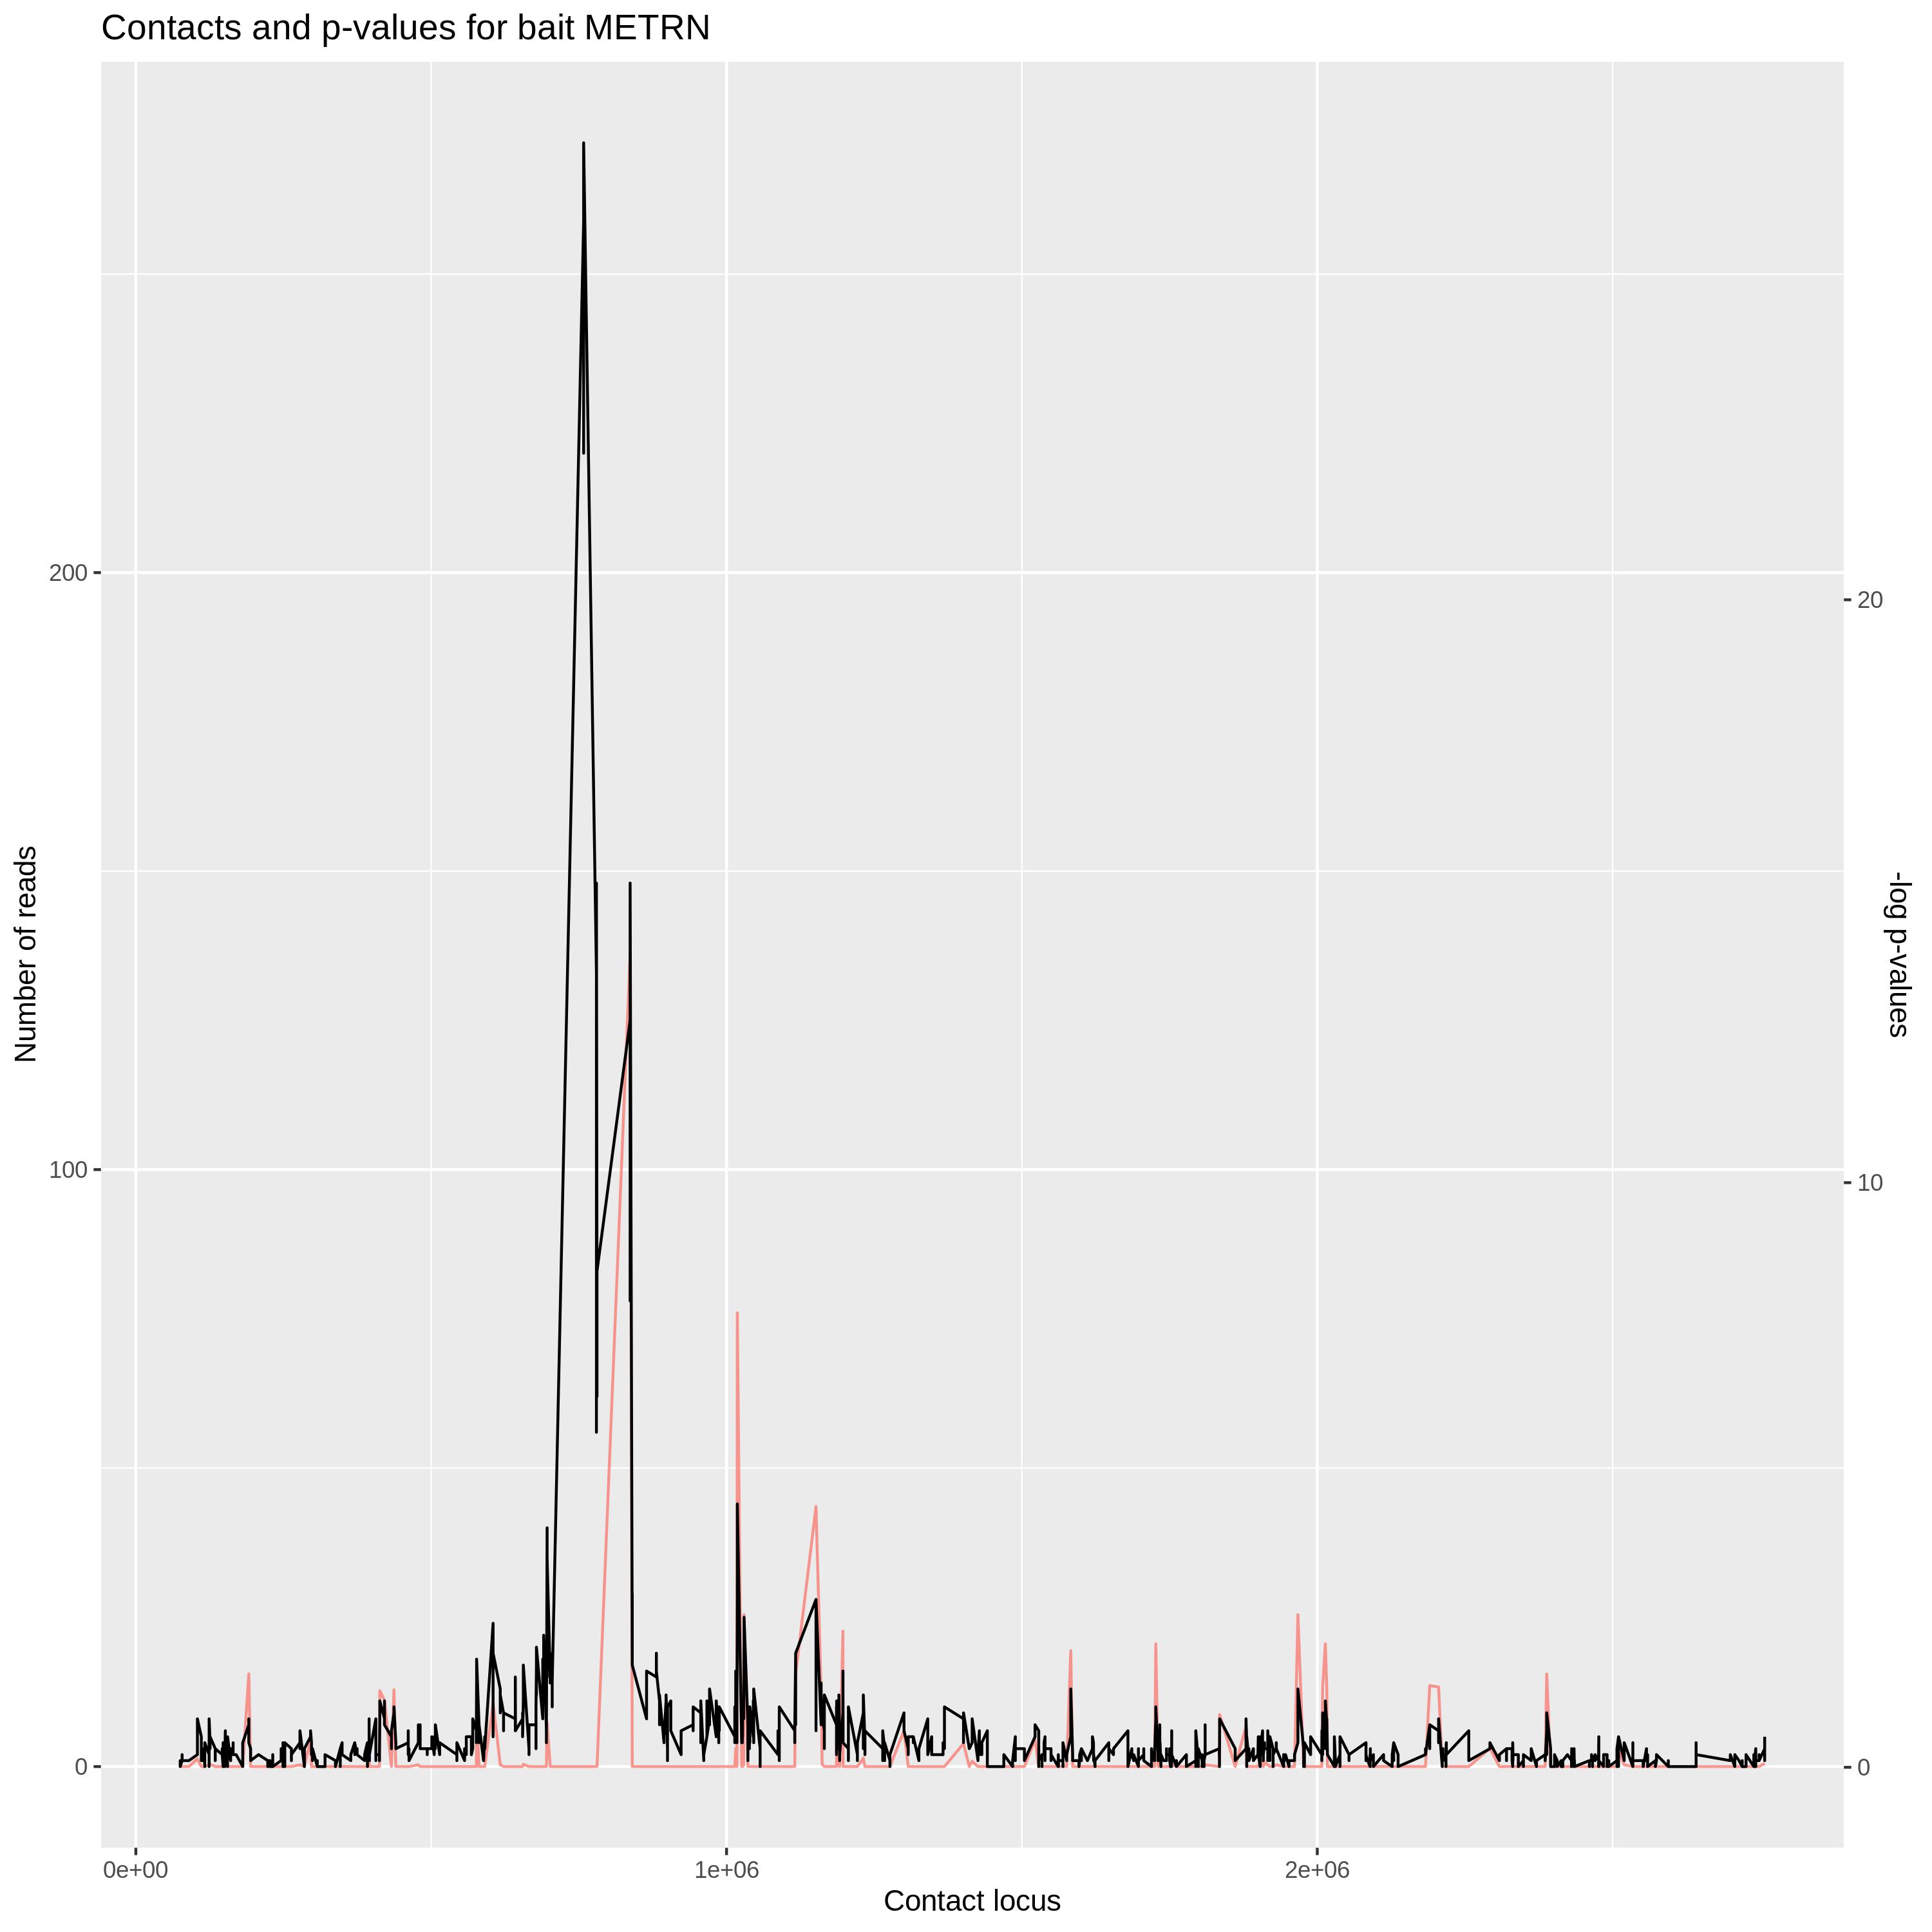 Contacts and p-values for bait METRN
Number of reads
200
100
0
20
10
0
-log p-values
0e+00
1e+06
2e+06
Contact locus